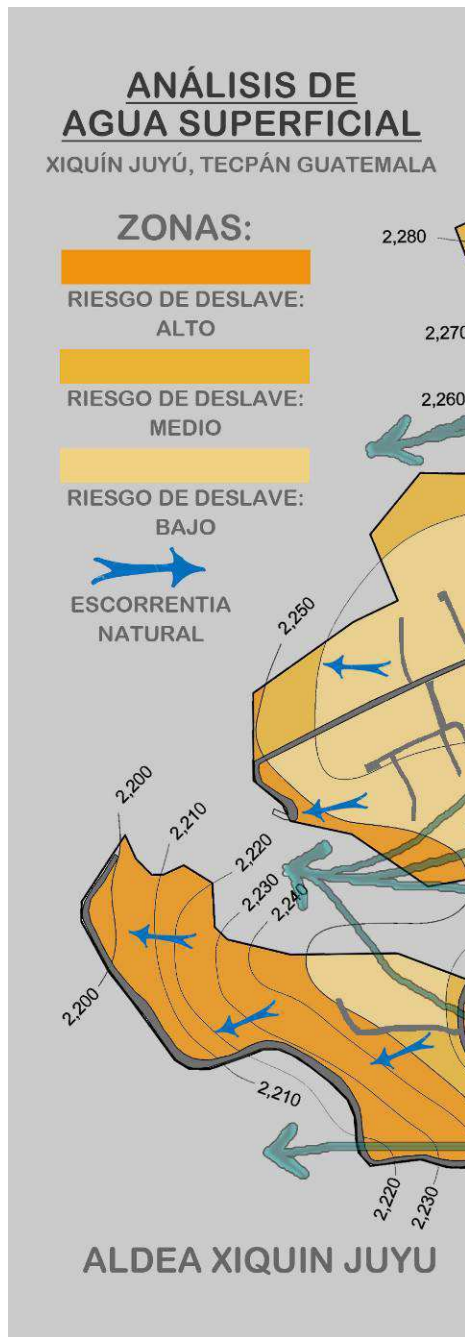 ANÁLISIS DE
AGUA SUPERFICIAL
XIQUÍN JUYÚ, TECPÁN GUATEMALA
ZONAS:
RIESGO DE DESLAVE:
ALTO
RIESGO DE DESLAVE:
MEDIO
RIESGO DE DESLAVE:
BAJO
ESCORRENTIA
NATURAL
2,280
2,270
2,260
2,250
2,200
2,210
2,220
2,230
2,240
2,200
2,210
2,220
2,230
ALDEA XIQUIN JUYU